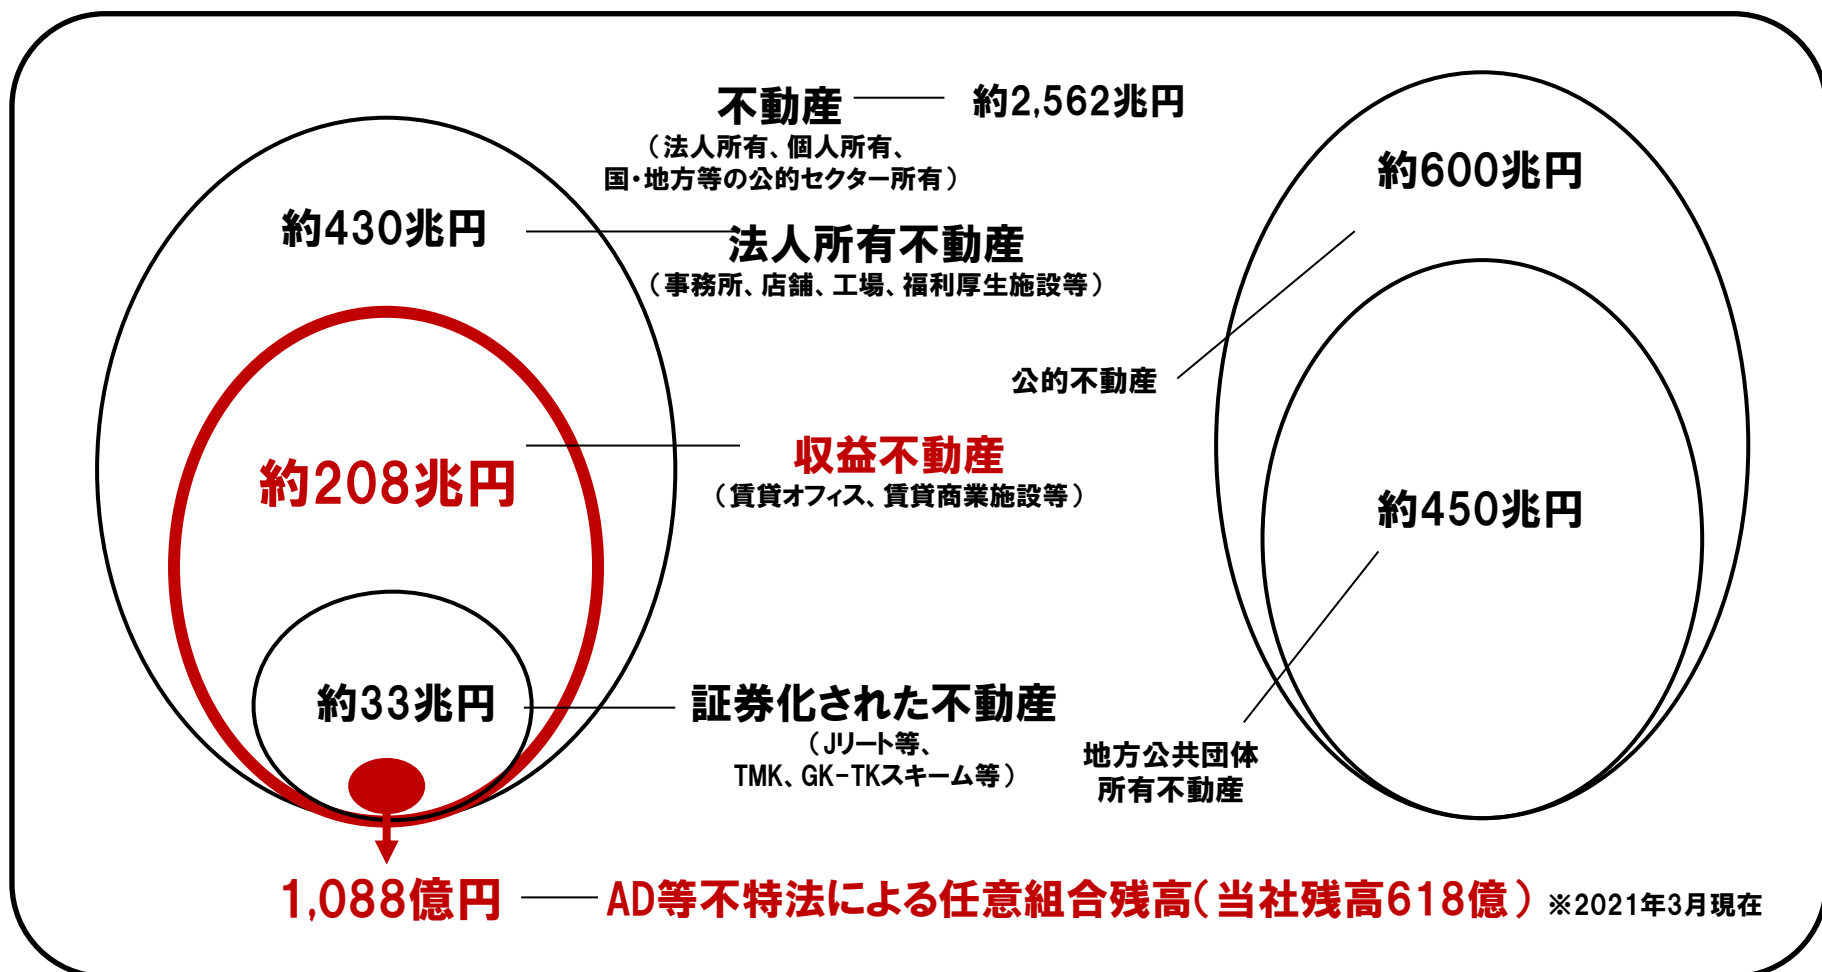 不動産
約2,562兆円
（法人所有、個人所有、
国・地方等の公的セクター所有）
約430兆円
法人所有不動産
（事務所、店舗、工場、福利厚生施設等）
約600兆円
公的不動産
約208兆円
収益不動産
（賃貸オフィス、賃貸商業施設等）
約450兆円
約33兆円
証券化された不動産
（Jリート等、
TMK、GK-TKスキーム等）
地方公共団体
所有不動産
1,088億円
AD等不特法による任意組合残高（当社残高618億）
※2021年3月現在